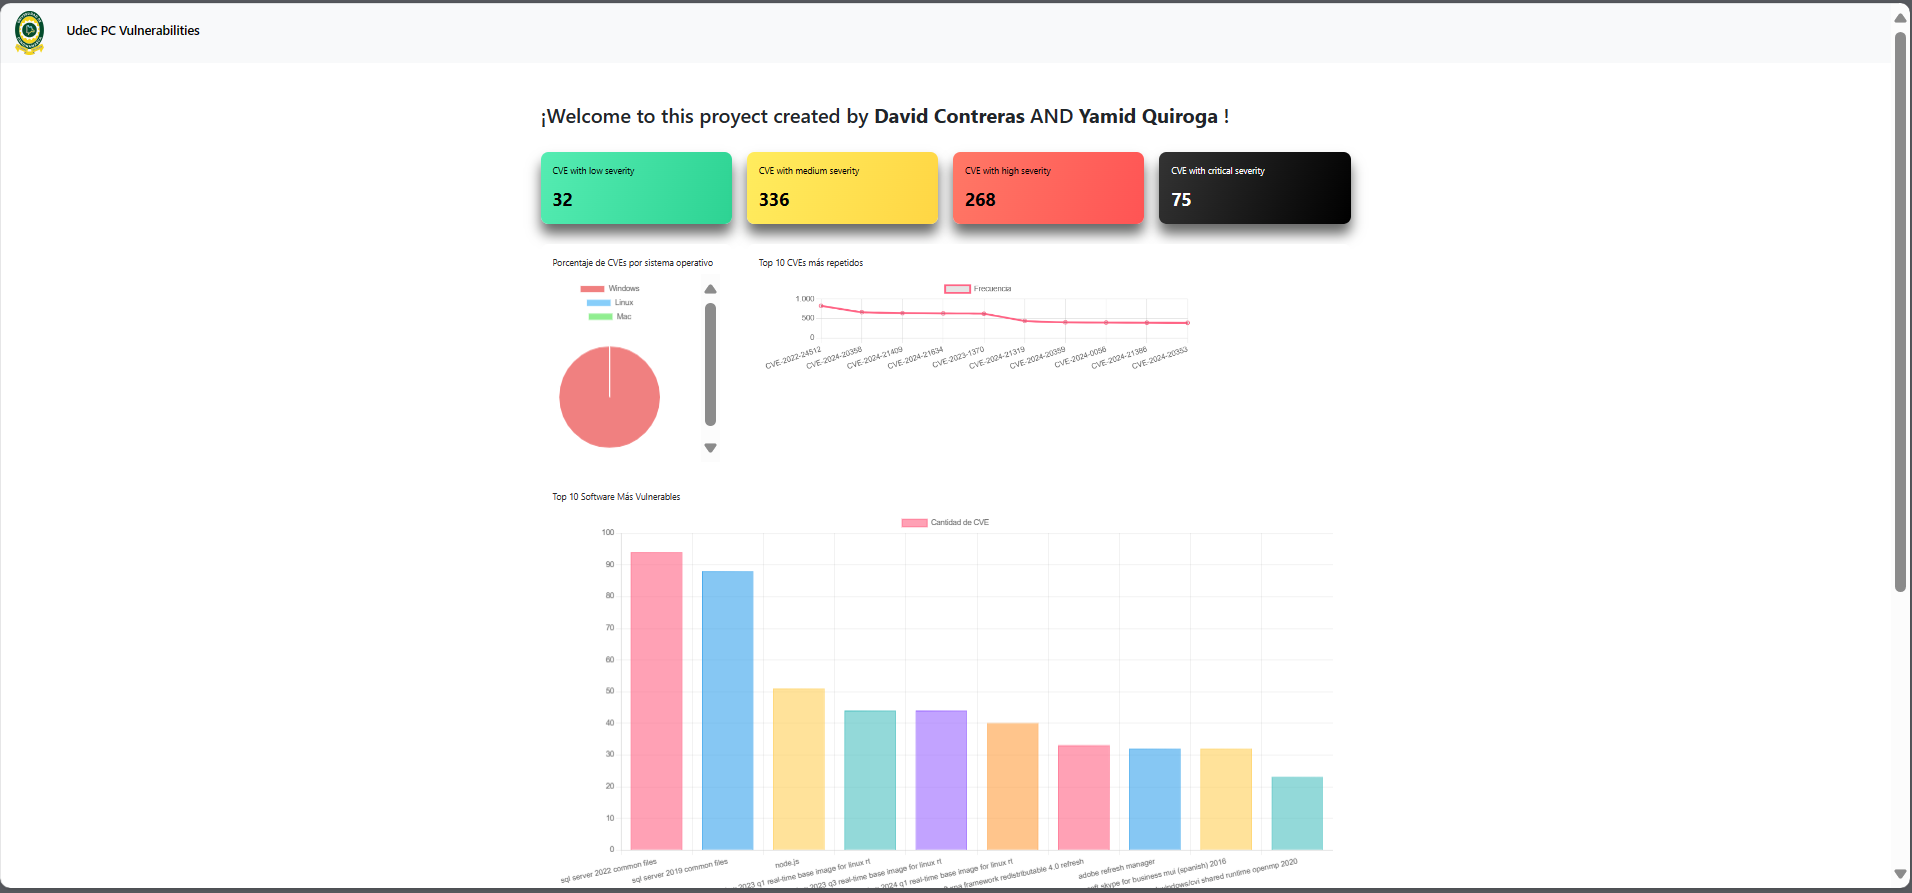 UdeC PC Vulnerabilities
¡Welcome to this proyect created by David Contreras AND Yamid Quiroga !
CVE with low severity
32
CVE with medium severity
336
CVE with high severity
268
CVE with critical severity
75
Porcentaje de CVEs por sistema operativo
Windows
Linux
Mac
Top 10 CVEs más repetidos
Frecuencia
1.000
500
0
CVE-2022-24512
CVE-2024-20358
CVE-2024-21409
CVE-2024-21634
CVE-2023-1370
CVE-2024-21319
CVE-2024-20359
CVE-2024-0056
CVE-2024-21386
CVE-2024-20353
Top 10 Software Más Vulnerables
Cantidad de CVE
100
90
80
70
60
50
40
30
20
10
0
sql server 2022 common files
sql server 2019 common files
node.js
2023 q1 real-time base image for linux rt
2023 q3 real-time base image for linux rt
2024 q1 real-time base image for linux rt
framework redistributable 4.0 refresh
adobe refresh manager
skype for business mui (spanish) 2016
windows/cvi shared runtime openmp 2020